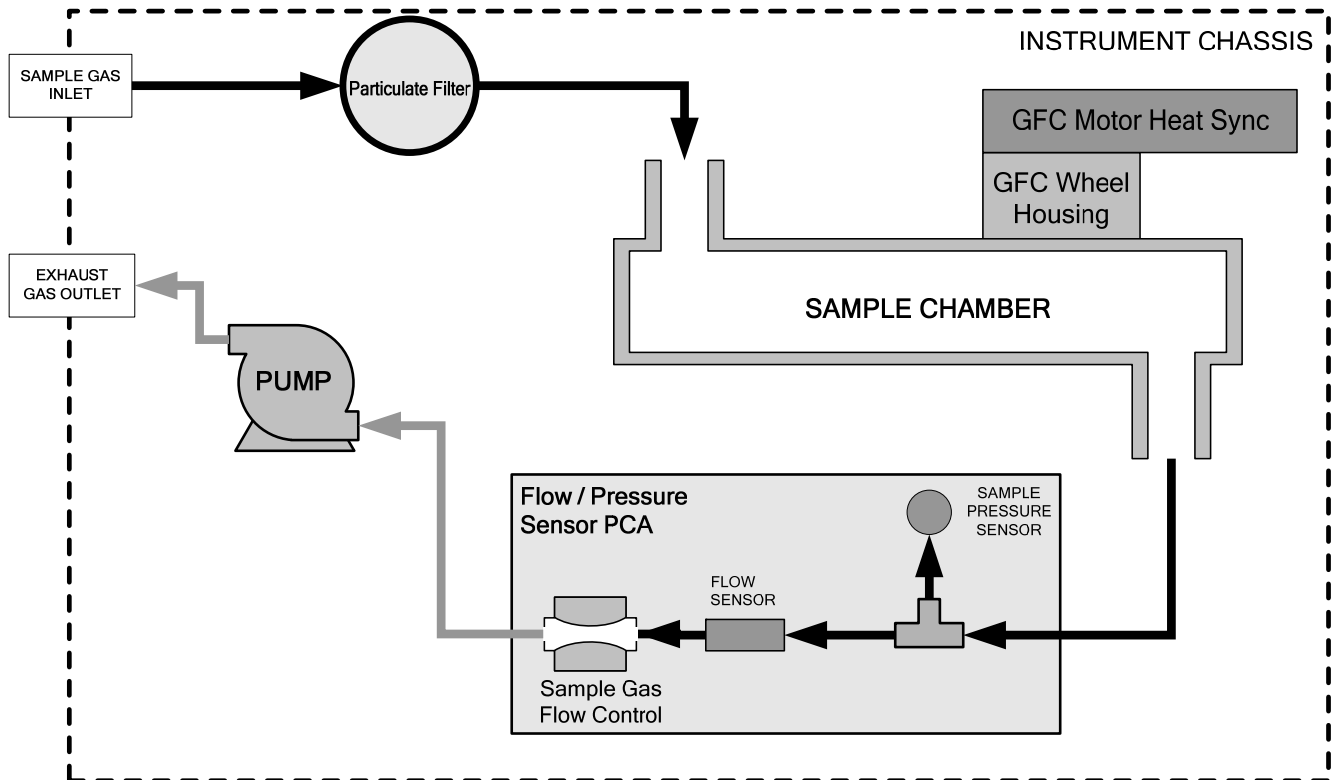 INSTRUMENT CHASSIS
SAMPLE GAS
INLET
Particulate Filter
GFC Motor Heat Sync
GFC Wheel
Housing
EXHAUST
GAS OUTLET
SAMPLE CHAMBER
PUMP
Flow / Pressure
Sensor PCA
SAMPLE
PRESSURE
SENSOR
FLOW
SENSOR
Sample Gas
Flow Control